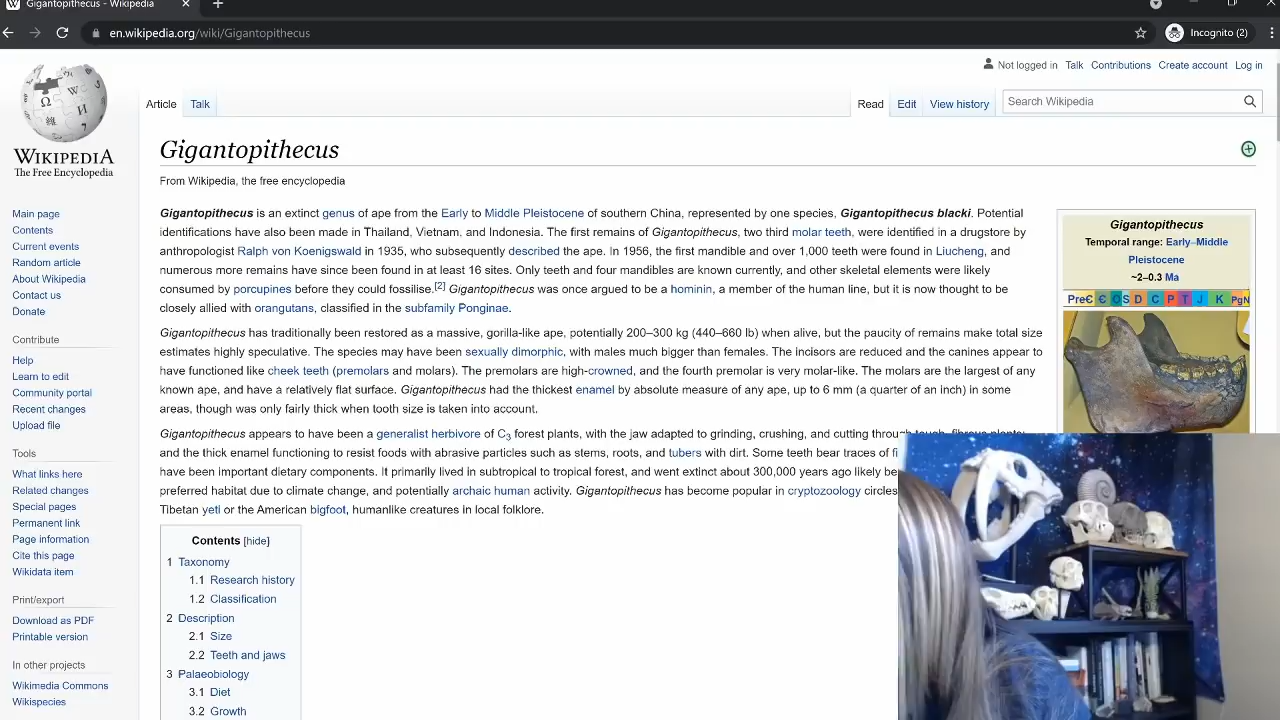 Gigantopithecus - Wikipedia
en.wikipedia.org/wiki/Gigantopithecus
Incognito (2)
Not logged in Talk Contributions Create account Log in
Article Talk
Read Edit View history
Search Wikipedia
WIKIPEDIA
The Free Encyclopedia
Main page
Contents
Current events
Random article
About Wikipedia
Contact us
Donate
Contribute
Help
Learn to edit
Community portal
Recent changes
Upload file
Tools
What links here
Related changes
Special pages
Permanent link
Page information
Cite this page
Wikidata item
Print/export
Download as PDF
Printable version
In other projects
Wikimedia Commons
Wikispecies
Gigantopithecus
From Wikipedia, the free encyclopedia
Gigantopithecus is an extinct genus of ape from the Early to Middle Pleistocene of southern China, represented by one species, Gigantopithecus blacki. Potential
identifications have also been made in Thailand, Vietnam, and Indonesia. The first remains of Gigantopithecus, two third molar teeth, were identified in a drugstore by
anthropologist Ralph von Koenigswald in 1935, who subsequently described the ape. In 1956, the first mandible and over 1,000 teeth were found in Liucheng, and
numerous more remains have since been found in at least 16 sites. Only teeth and four mandibles are known currently, and other skeletal elements were likely
consumed by porcupines before they could fossilise.[2] Gigantopithecus was once argued to be a hominin, a member of the human line, but it is now thought to be
closely allied with orangutans, classified in the subfamily Ponginae.
Gigantopithecus has traditionally been restored as a massive, gorilla-like ape, potentially 200–300 kg (440–660 lb) when alive, but the paucity of remains make total size
estimates highly speculative. The species may have been sexually dimorphic, with males much bigger than females. The incisors are reduced and the canines appear to
have functioned like cheek teeth (premolars and molars). The premolars are high-crowned, and the fourth premolar is very molar-like. The molars are the largest of any
known ape, and have a relatively flat surface. Gigantopithecus had the thickest enamel by absolute measure of any ape, up to 6 mm (a quarter of an inch) in some
areas, though was only fairly thick when tooth size is taken into account.
Gigantopithecus appears to have been a generalist herbivore of C3 forest plants, with the jaw adapted to grinding, crushing, and cutting through tough, fibrous plants;
and the thick enamel functioning to resist foods with abrasive particles such as stems, roots, and tubers with dirt. Some teeth bear traces of
have been important dietary components. It primarily lived in subtropical to tropical forest, and went extinct about 300,000 years ago likely
preferred habitat due to climate change, and potentially archaic human activity. Gigantopithecus has become popular in cryptozoology circles
Tibetan yeti or the American bigfoot, humanlike creatures in local folklore.
Contents [hide]
1 Taxonomy
1.1 Research history
1.2 Classification
2 Description
2.1 Size
2.2 Teeth and jaws
3 Palaeobiology
3.1 Diet
3.2 Growth
Gigantopithecus
Temporal range: Early–Middle
Pleistocene
~2–0.3 Ma
PreꞒ Ꞓ O S D C P T J K PgN